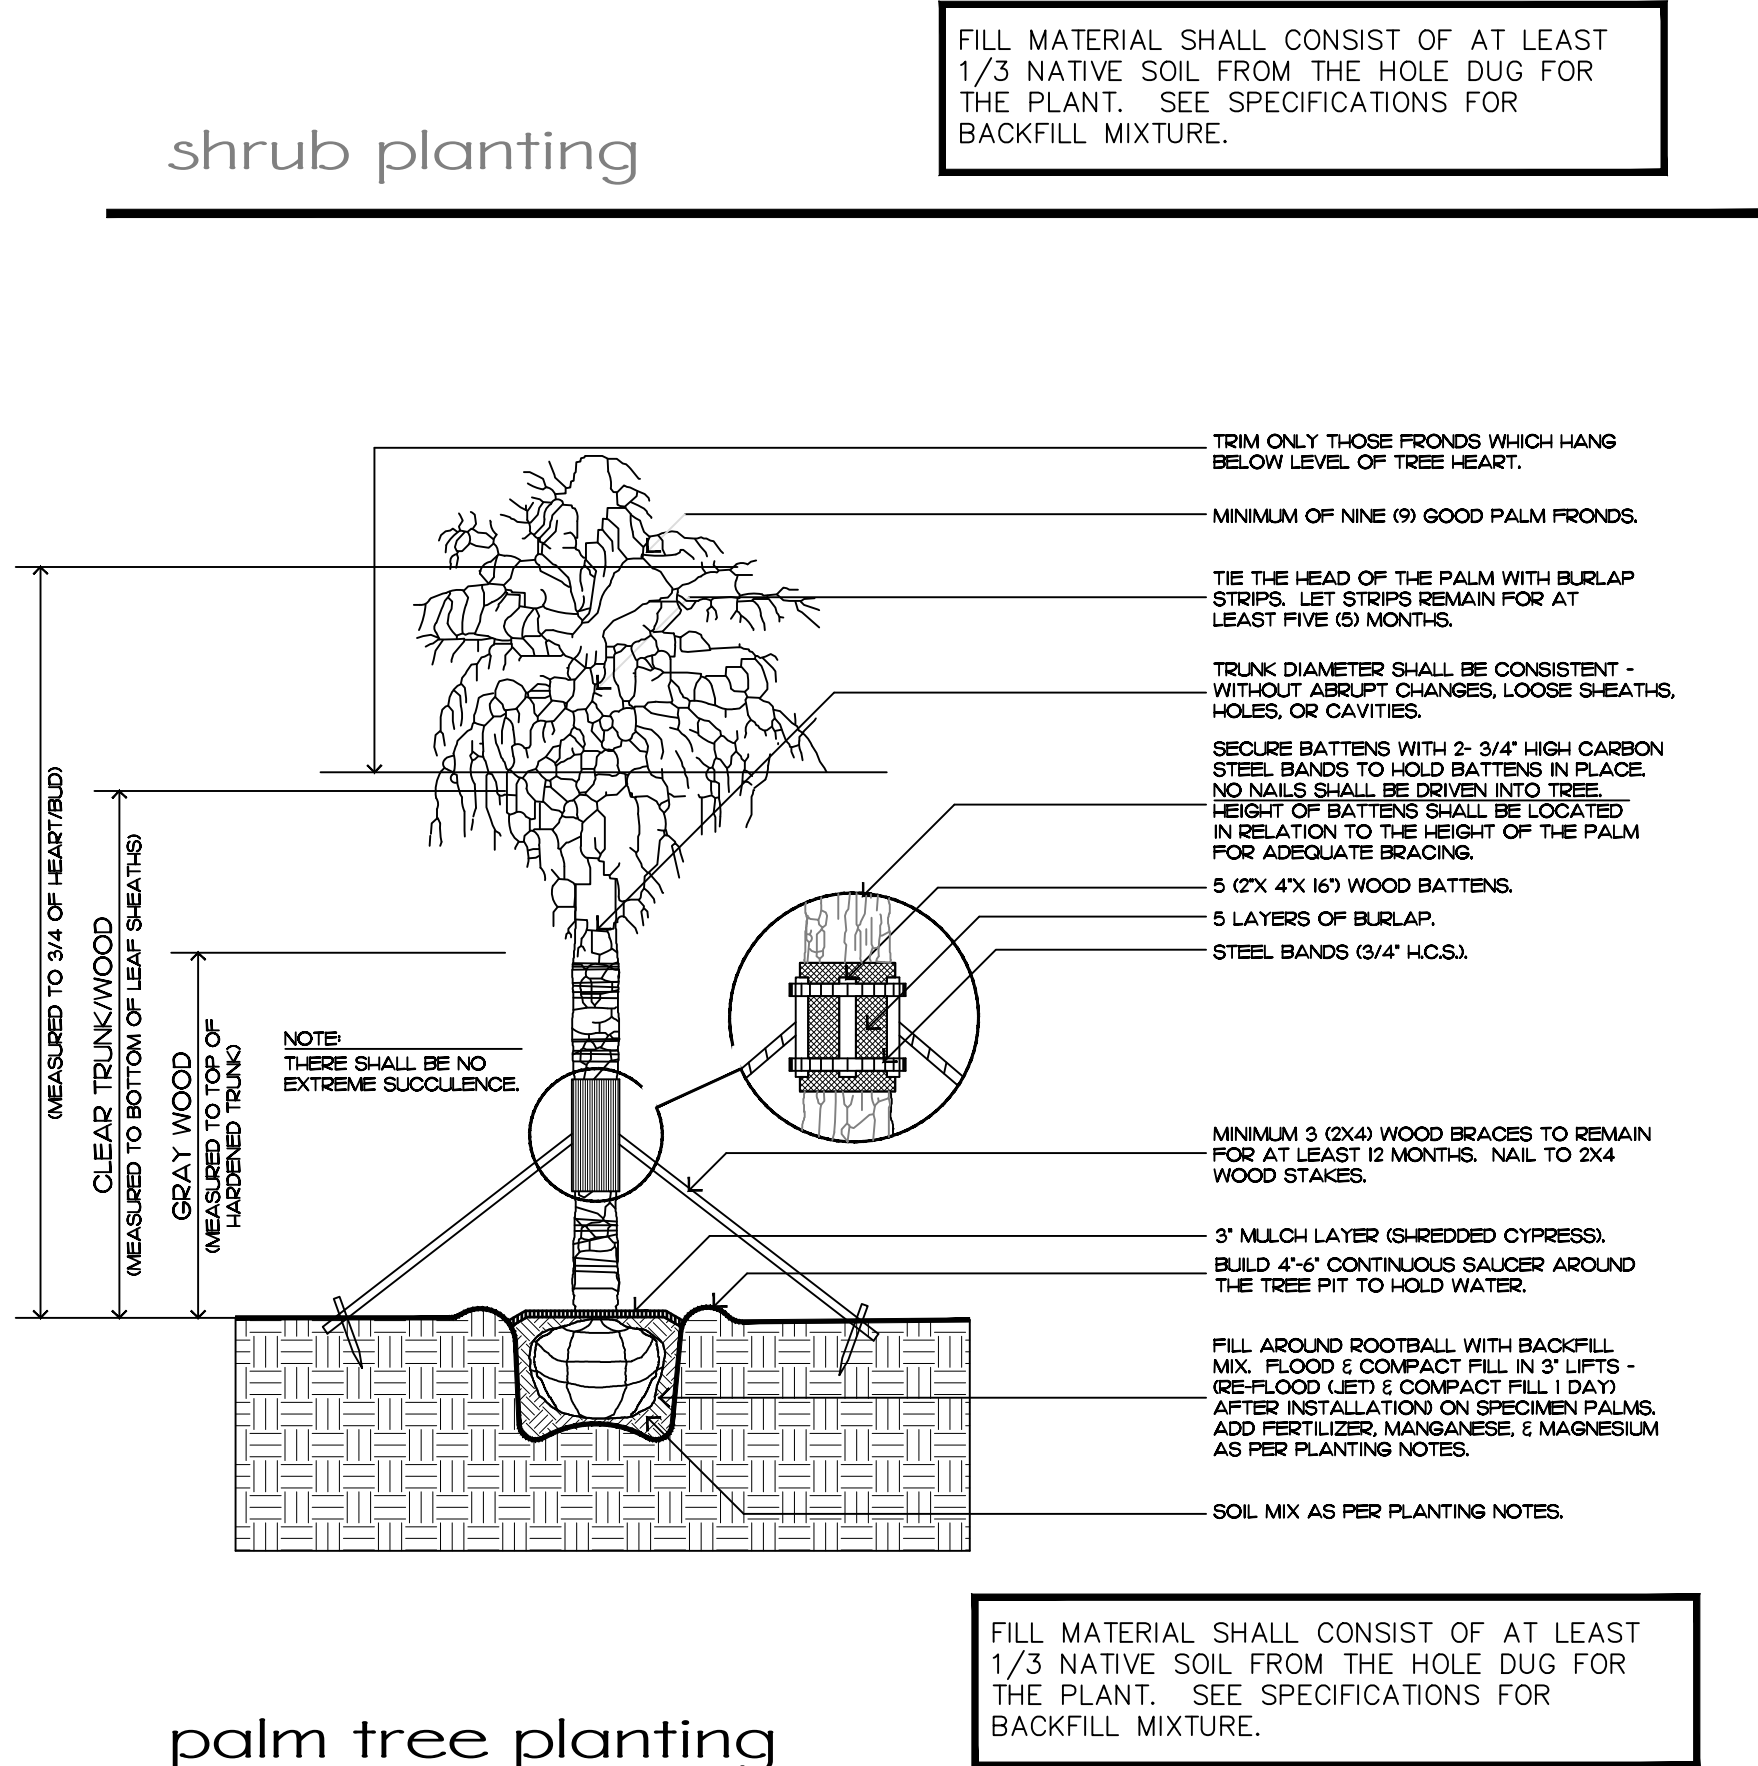 FILL MATERIAL SHALL CONSIST OF AT LEAST
1/3 NATIVE SOIL FROM THE HOLE DUG FOR
THE PLANT. SEE SPECIFICATIONS FOR
BACKFILL MIXTURE.
shrub planting
TRIM ONLY THOSE FRONDS WHICH HANG
BELOW LEVEL OF TREE HEART.
MINIMUM OF NINE (9) GOOD PALM FRONDS.
TIE THE HEAD OF THE PALM WITH BURLAP
STRIPS. LET STRIPS REMAIN FOR AT
LEAST FIVE (5) MONTHS.
TRUNK DIAMETER SHALL BE CONSISTENT -
WITHOUT ABRUPT CHANGES, LOOSE SHEATHS,
HOLES, OR CAVITIES.
SECURE BATTENS WITH 2- 3/4" HIGH CARBON
STEEL BANDS TO HOLD BATTENS IN PLACE.
NO NAILS SHALL BE DRIVEN INTO TREE.
HEIGHT OF BATTENS SHALL BE LOCATED
IN RELATION TO THE HEIGHT OF THE PALM
FOR ADEQUATE BRACING.
5 (2"X 4"X 16") WOOD BATTENS.
5 LAYERS OF BURLAP.
STEEL BANDS (3/4" H.C.S.).
(MEASURED TO 3/4 OF HEART/BUD)
CLEAR TRUNK/WOOD
(MEASURED TO BOTTOM OF LEAF SHEATHS)
GRAY WOOD
(MEASURED TO TOP OF
HARDENED TRUNK)
NOTE:
THERE SHALL BE NO
EXTREME SUCCULENCE.
MINIMUM 3 (2X4) WOOD BRACES TO REMAIN
FOR AT LEAST 12 MONTHS. NAIL TO 2X4
WOOD STAKES.
3" MULCH LAYER (SHREDDED CYPRESS).
BUILD 4"-6" CONTINUOUS SAUCER AROUND
THE TREE PIT TO HOLD WATER.
FILL AROUND ROOTBALL WITH BACKFILL
MIX. FLOOD & COMPACT FILL IN 3" LIFTS -
(RE-FLOOD (JET) & COMPACT FILL 1 DAY)
AFTER INSTALLATION) ON SPECIMEN PALMS.
ADD FERTILIZER, MANGANESE, & MAGNESIUM
AS PER PLANTING NOTES.
SOIL MIX AS PER PLANTING NOTES.
FILL MATERIAL SHALL CONSIST OF AT LEAST
1/3 NATIVE SOIL FROM THE HOLE DUG FOR
THE PLANT. SEE SPECIFICATIONS FOR
BACKFILL MIXTURE.
palm tree planting